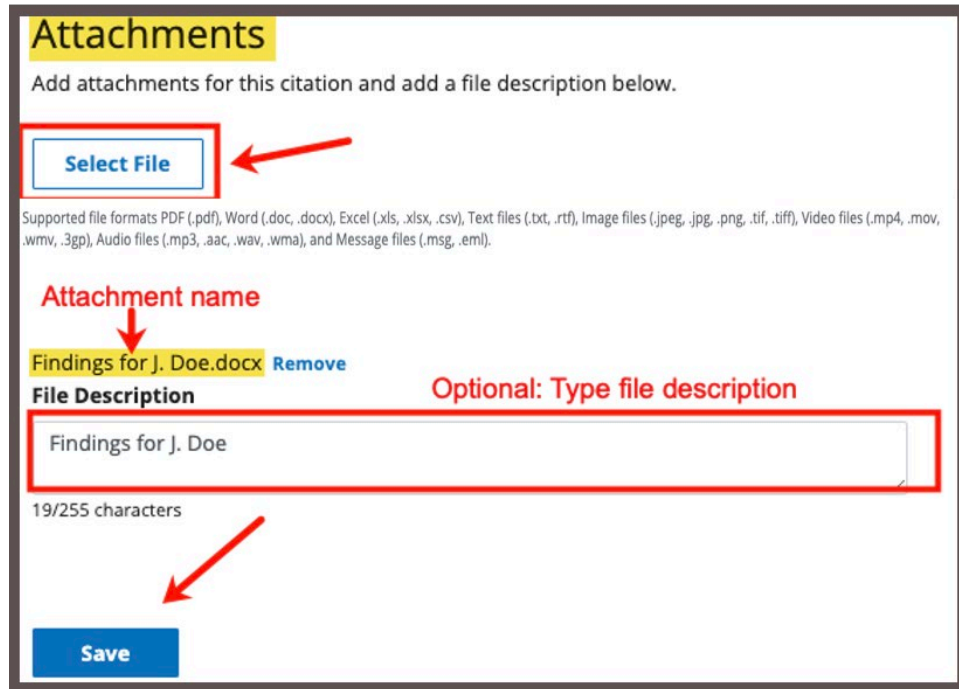 Attachments
Add attachments for this citation and add a file description below.
Select File
Supported file formats PDF (.pdf), Word (.doc, .docx), Excel (.xls, .xlsx, .csv), Text files (.txt, .rtf), Image files (.jpeg, .jpg, .png, .tif, .tiff), Video files (.mp4, .mov,
.wmv, .3gp), Audio files (.mp3, .aac, .wav, .wma), and Message files (.msg, .eml).
Attachment name
Findings for J. Doe.docx Remove
Optional: Type file description
File Description
Findings for J. Doe
19/255 characters
Save